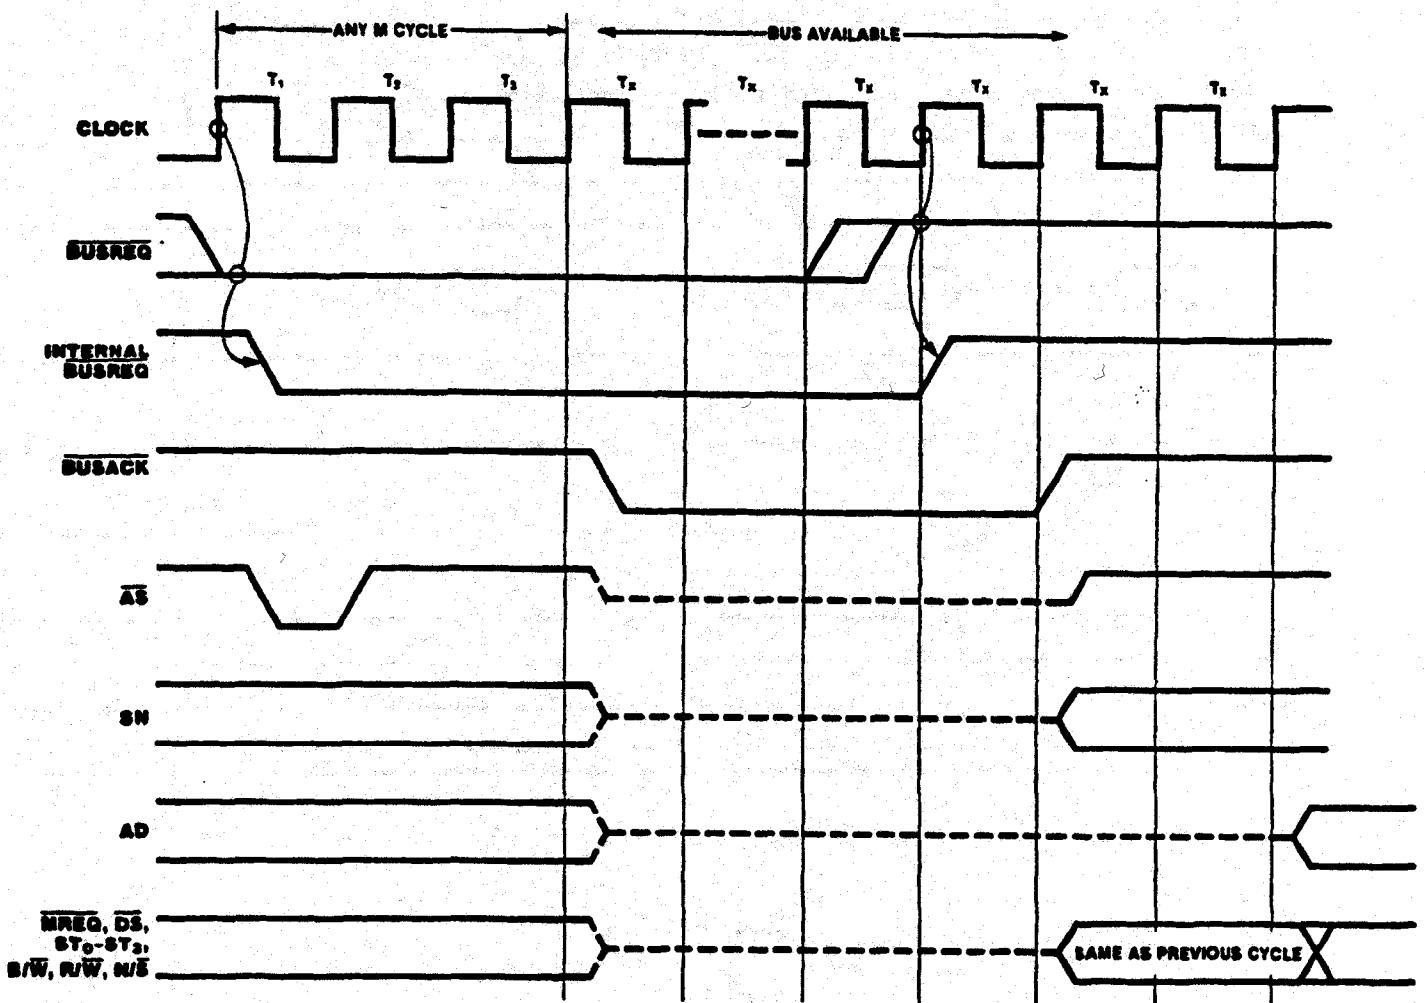 ANY M CYCLE
BUS AVAILABLE
T1 T2 T3 TX TX TX TX TX TX
CLOCK
BUSREQ
INTERNAL
BUSREQ
BUSACK
AS
SN
AD
MREQ, DS,
ST0-ST3,
B/W, R/W, N/S
SAME AS PREVIOUS CYCLE